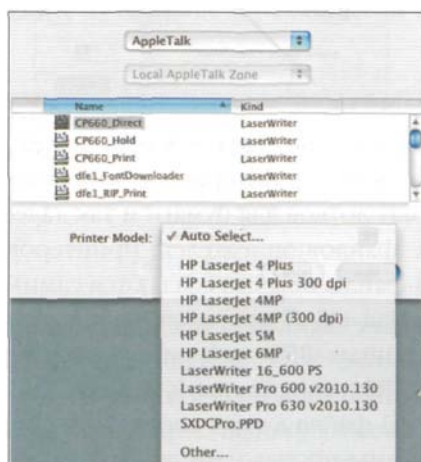 AppleTalk
Local AppleTalk Zone
Name Kind
CP660_Direct LaserWriter
CP660_Hold LaserWriter
CP660_Print LaserWriter
dfe1_FontDownloader LaserWriter
dfe1_RIP_Print LaserWriter
Printer Model: ✓ Auto Select...
HP LaserJet 4 Plus
HP LaserJet 4 Plus 300 dpi
HP LaserJet 4MP
HP LaserJet 4MP (300 dpi)
HP LaserJet 5M
HP LaserJet 6MP
LaserWriter 16_600 PS
LaserWriter Pro 600 v2010.130
LaserWriter Pro 630 v2010.130
SXDCPro.PPD
Other...